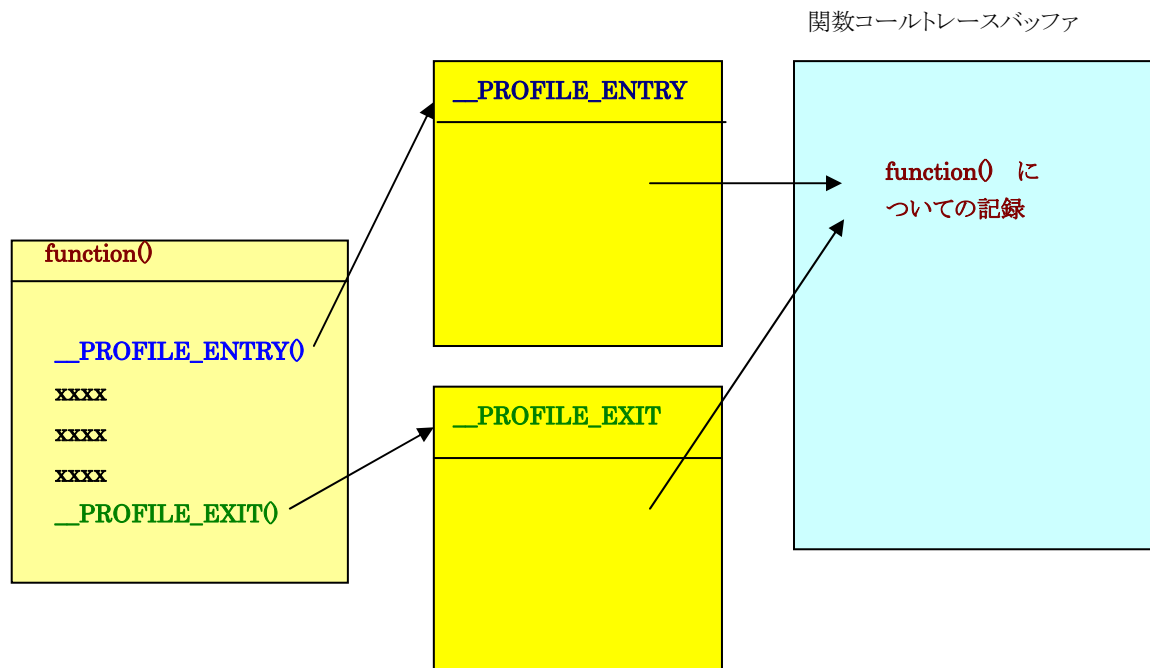 関数コールトレースバッファ
__PROFILE_ENTRY
function() に
ついての記録
function()
__PROFILE_ENTRY()
xxxx
xxxx
xxxx
__PROFILE_EXIT()
__PROFILE_EXIT